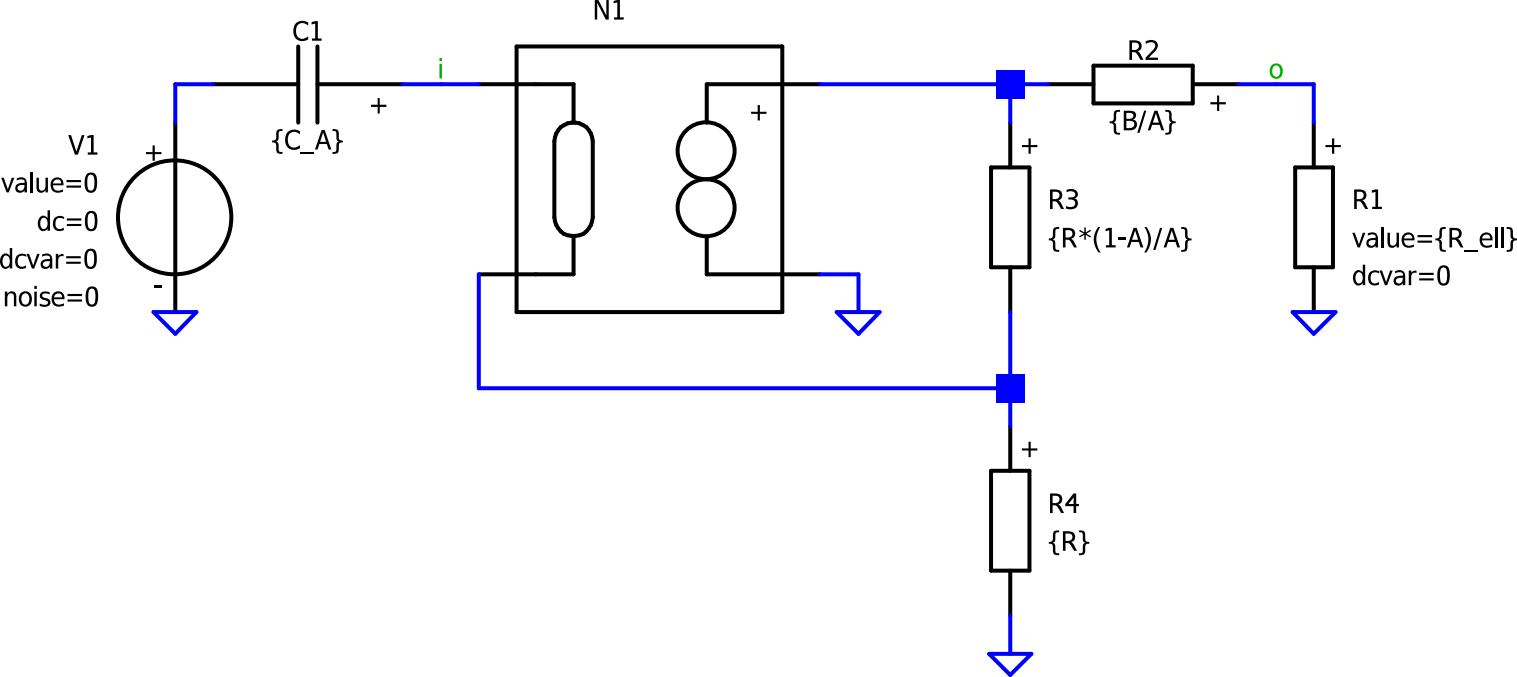 N1
C1
i
+
{C_A}
V1
+
value=0
dc=0
dcvar=0
-
noise=0
+
R2
o
+
{B/A}
+
R3
{R*(1-A)/A}
+
R1
value={R_ell}
dcvar=0
+
R4
{R}